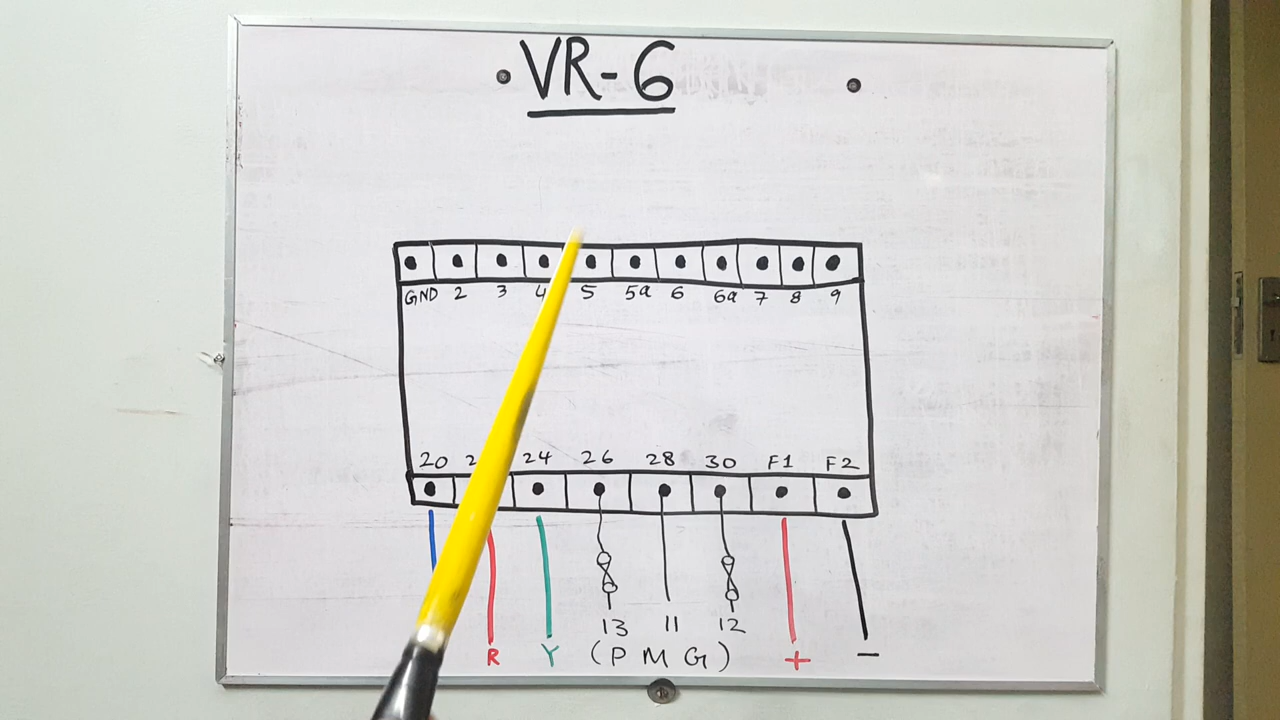 VR-6
GND 2 3 4 5 5a 6 6a 7 8 9
20 2 24 26 28 30 F1 F2
13 11 12
R Y (PMG) + −